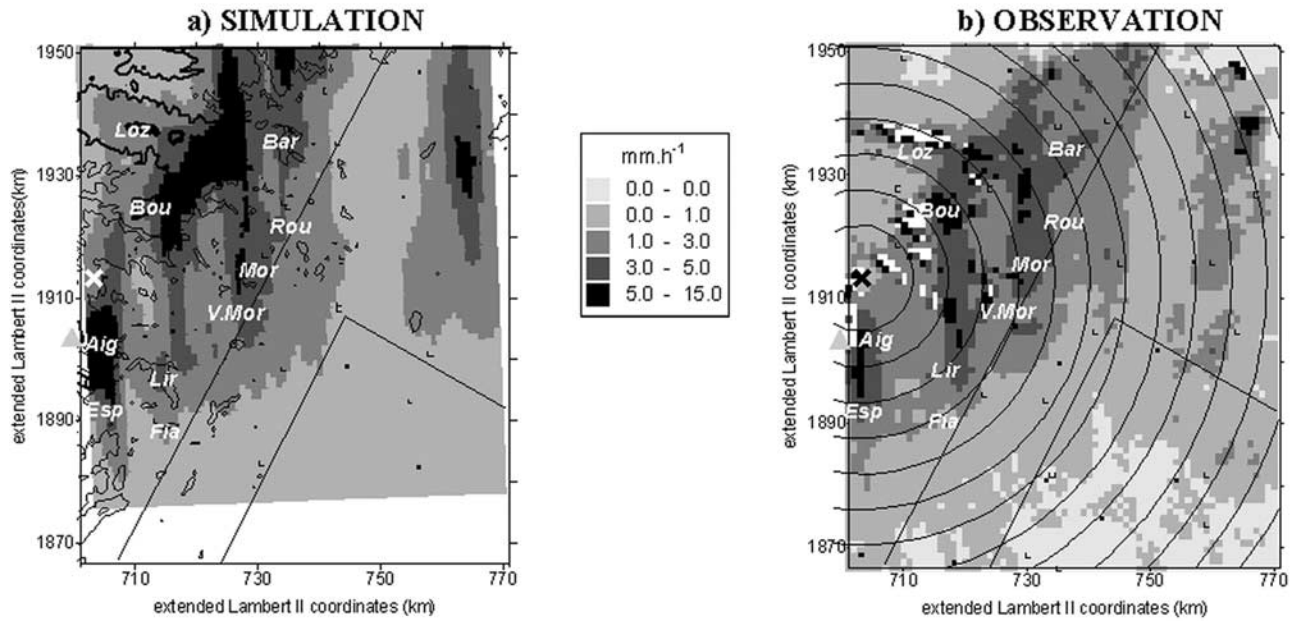 a) SIMULATION
1950
1930
1910
1890
1870
710
730
750
770
extended Lambert II coordinates(km)
extended Lambert II coordinates (km)
Loz
Bar
Bou
Rou
Mor
V.Mor
Aig
Lir
Esp
Fia
mm.h⁻¹
0.0 - 0.0
0.0 - 1.0
1.0 - 3.0
3.0 - 5.0
5.0 - 15.0
b) OBSERVATION
1950
1930
1910
1890
1870
710
730
750
770
extended Lambert II coordinates (km)
extended Lambert II coordinates (km)
Loz
Bar
Bou
Rou
Mor
V.Mor
Aig
Lir
Esp
Fia